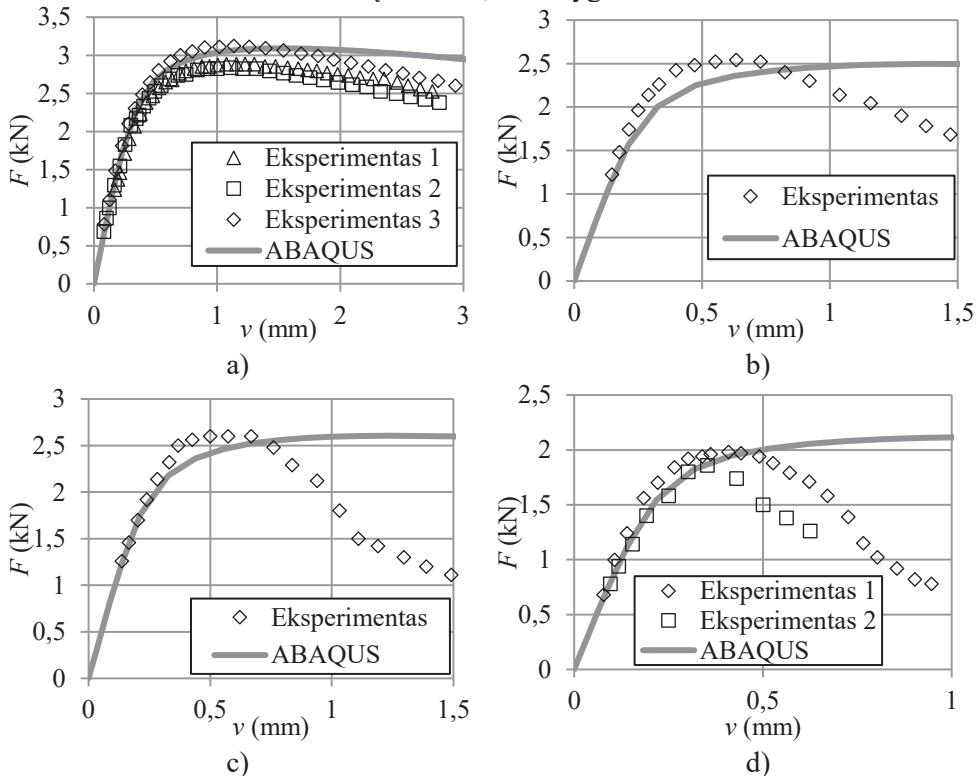 a)
3,5
3
2,5
2
1,5
1
0,5
0
F (kN)
Eksperimentas 1
Eksperimentas 2
Eksperimentas 3
ABAQUS
0 1 2 3
v (mm)
a)
3
2,5
2
1,5
1
0,5
0
F (kN)
Eksperimentas
ABAQUS
0 0,5 1 1,5
v (mm)
b)
3
2,5
2
1,5
1
0,5
0
F (kN)
Eksperimentas
ABAQUS
0 0,5 1 1,5
v (mm)
c)
2,5
2
1,5
1
0,5
0
F (kN)
Eksperimentas 1
Eksperimentas 2
ABAQUS
0 0,5 1
v (mm)
d)